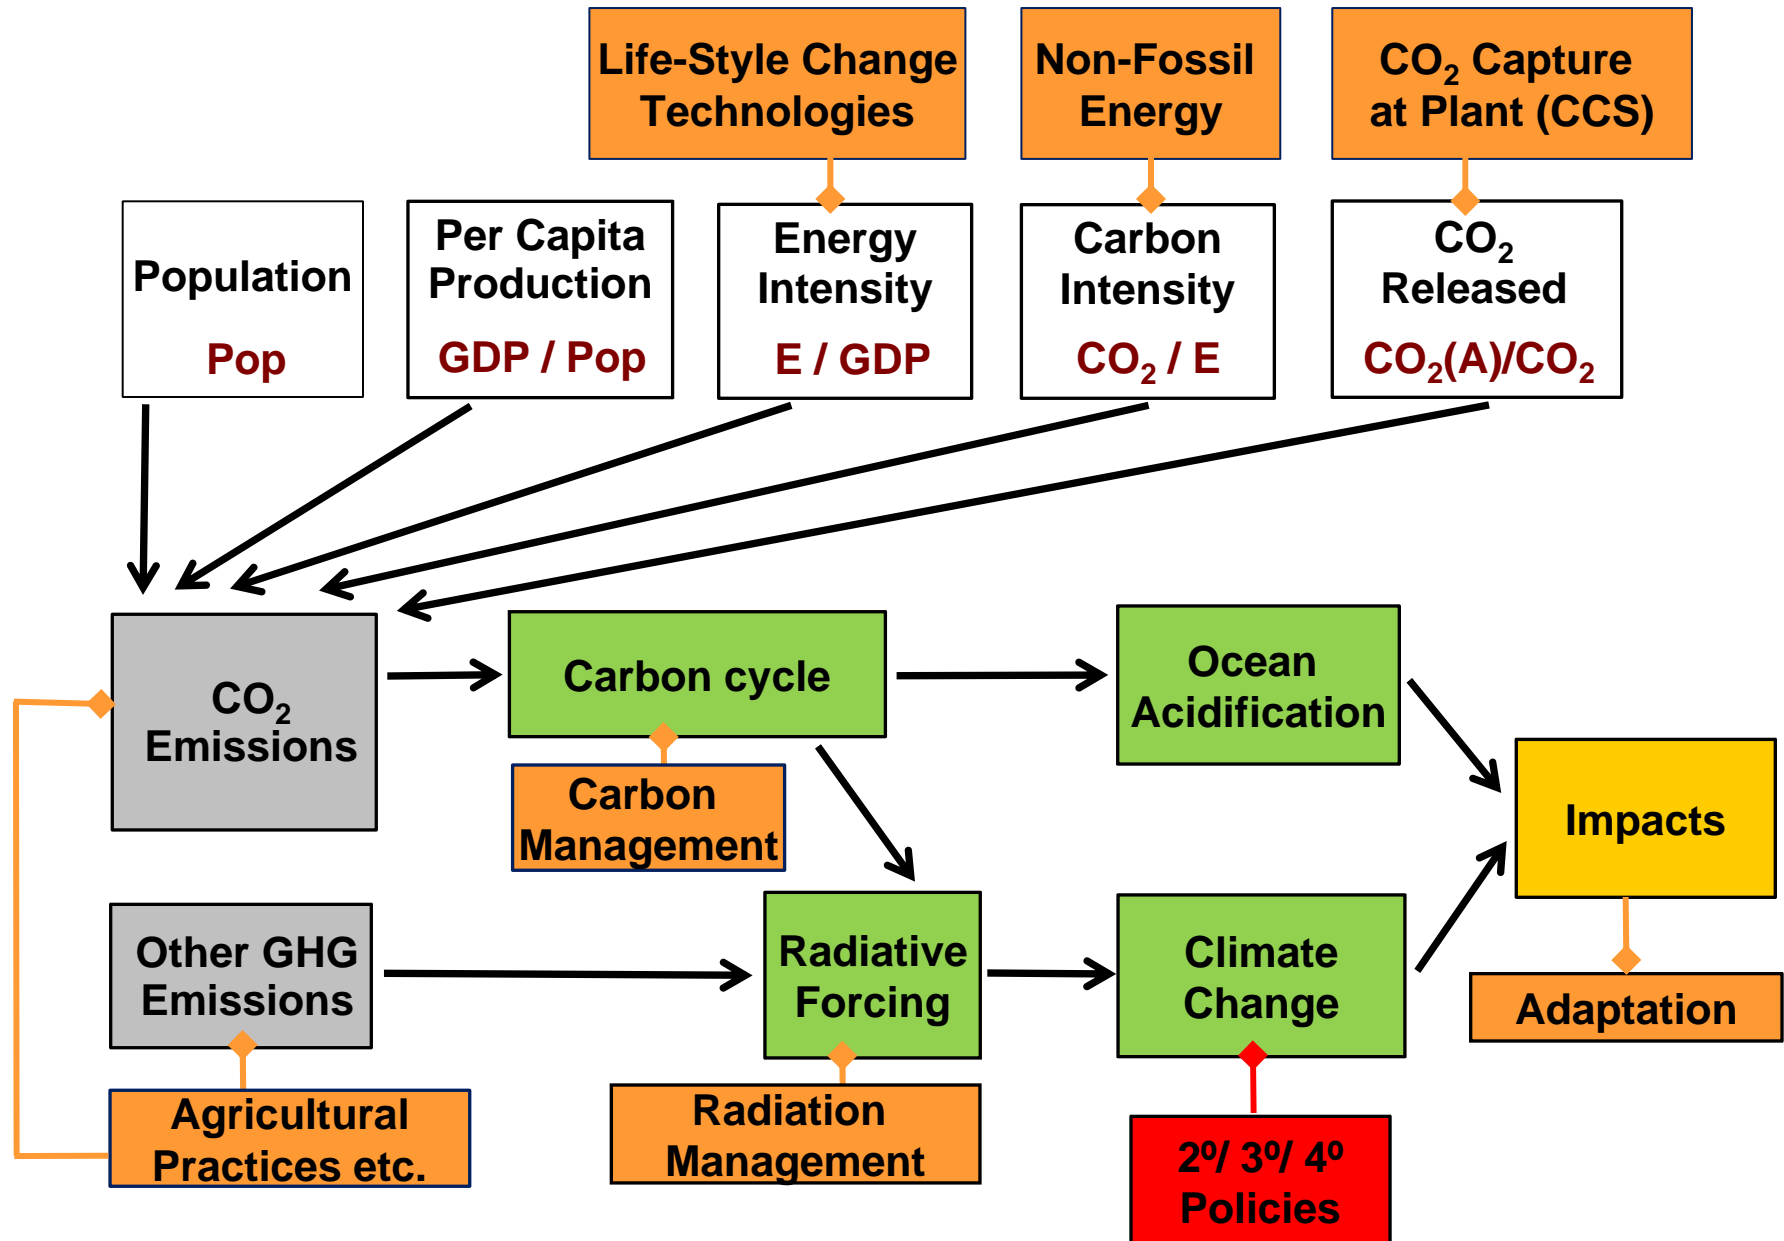 Life-Style Change
Technologies
Non-Fossil
Energy
CO₂ Capture
at Plant (CCS)
Population
Pop
Per Capita
Production
GDP / Pop
Energy
Intensity
E / GDP
Carbon
Intensity
CO₂ / E
CO₂
Released
CO₂(A)/CO₂
CO₂
Emissions
Carbon cycle
Ocean
Acidification
Carbon
Management
Impacts
Other GHG
Emissions
Radiative
Forcing
Climate
Change
Adaptation
Agricultural
Practices etc.
Radiation
Management
2º/ 3º/ 4º
Policies